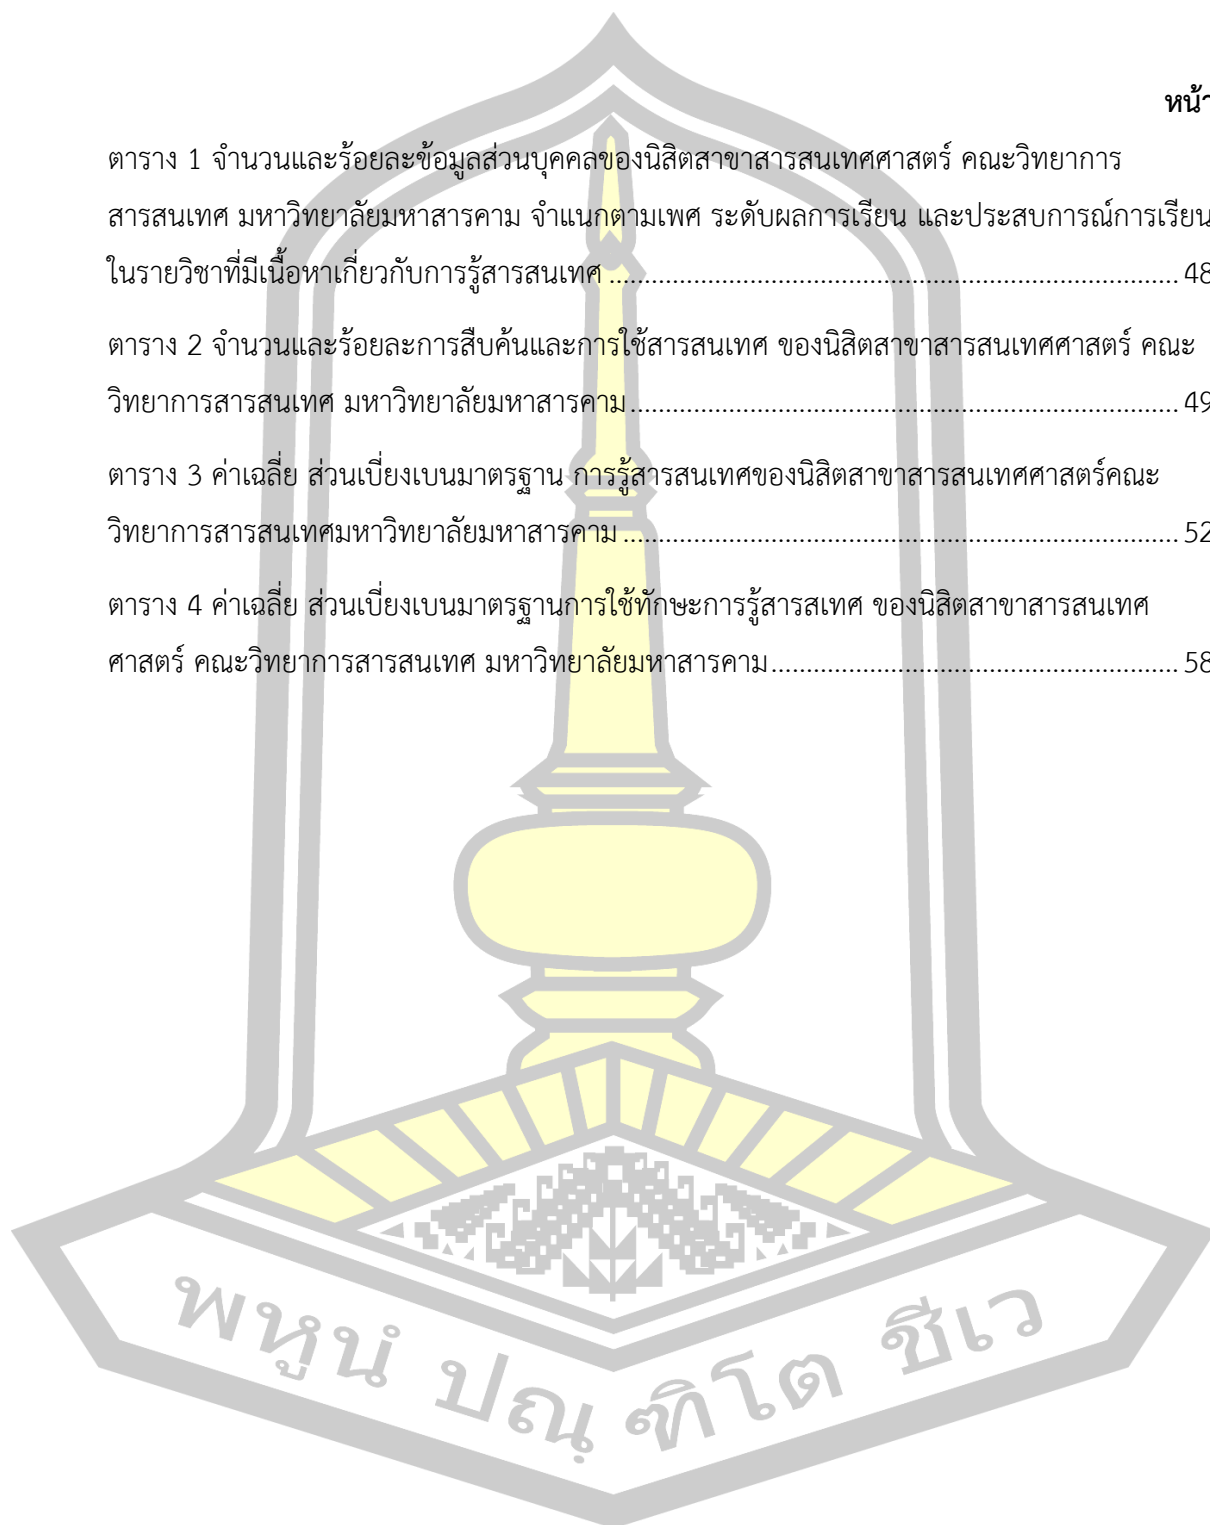 หน้า
ตาราง 1 จำนวนและร้อยละข้อมูลส่วนบุคคลของนิสิตสาขาสารสนเทศศาสตร์ คณะวิทยาการ
สารสนเทศ มหาวิทยาลัยมหาสารคาม จำแนกตามเพศ ระดับผลการเรียน และประสบการณ์การเรียน
ในรายวิชาที่มีเนื้อหาเกี่ยวกับการรู้สารสนเทศ ........................................................................ 48
ตาราง 2 จำนวนและร้อยละการสืบค้นและการใช้สารสนเทศ ของนิสิตสาขาสารสนเทศศาสตร์ คณะ
วิทยาการสารสนเทศ มหาวิทยาลัยมหาสารคาม..................................................................... 49
ตาราง 3 ค่าเฉลี่ย ส่วนเบี่ยงเบนมาตรฐาน การรู้สารสนเทศของนิสิตสาขาสารสนเทศศาสตร์คณะ
วิทยาการสารสนเทศมหาวิทยาลัยมหาสารคาม ...................................................................... 52
ตาราง 4 ค่าเฉลี่ย ส่วนเบี่ยงเบนมาตรฐานการใช้ทักษะการรู้สารสเทศ ของนิสิตสาขาสารสนเทศ
ศาสตร์ คณะวิทยาการสารสนเทศ มหาวิทยาลัยมหาสารคาม................................................... 58
พหูนํ ปณฺฑิโต ชีเว